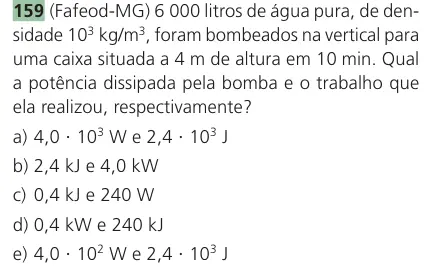 159 (Fafeod-MG) 6 000 litros de água pura, de den-
sidade 10³ kg/m³, foram bombeados na vertical para
uma caixa situada a 4 m de altura em 10 min. Qual
a potência dissipada pela bomba e o trabalho que
ela realizou, respectivamente?
a) 4,0 · 10³ W e 2,4 · 10³ J
b) 2,4 kJ e 4,0 kW
c) 0,4 kJ e 240 W
d) 0,4 kW e 240 kJ
e) 4,0 · 10² W e 2,4 · 10³ J